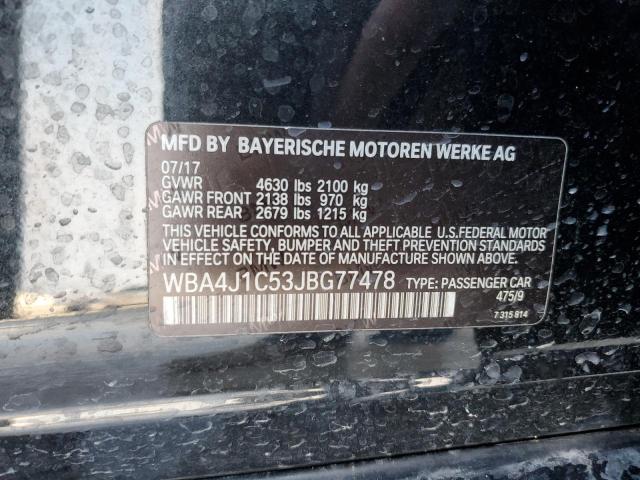 MFD BY BAYERISCHE MOTOREN WERKE AG
07/17
GVWR 4630 lbs 2100 kg
GAWR FRONT 2138 lbs 970 kg
GAWR REAR 2679 lbs 1215 kg
THIS VEHICLE CONFORMS TO ALL APPLICABLE U.S.FEDERAL MOTOR
VEHICLE SAFETY, BUMPER AND THEFT PREVENTION STANDARDS IN
EFFECT ON THE DATE OF MANUFACTURE SHOWN ABOVE.
WBA4J1C53JBG77478 TYPE: PASSENGER CAR
475/9
7 315 814